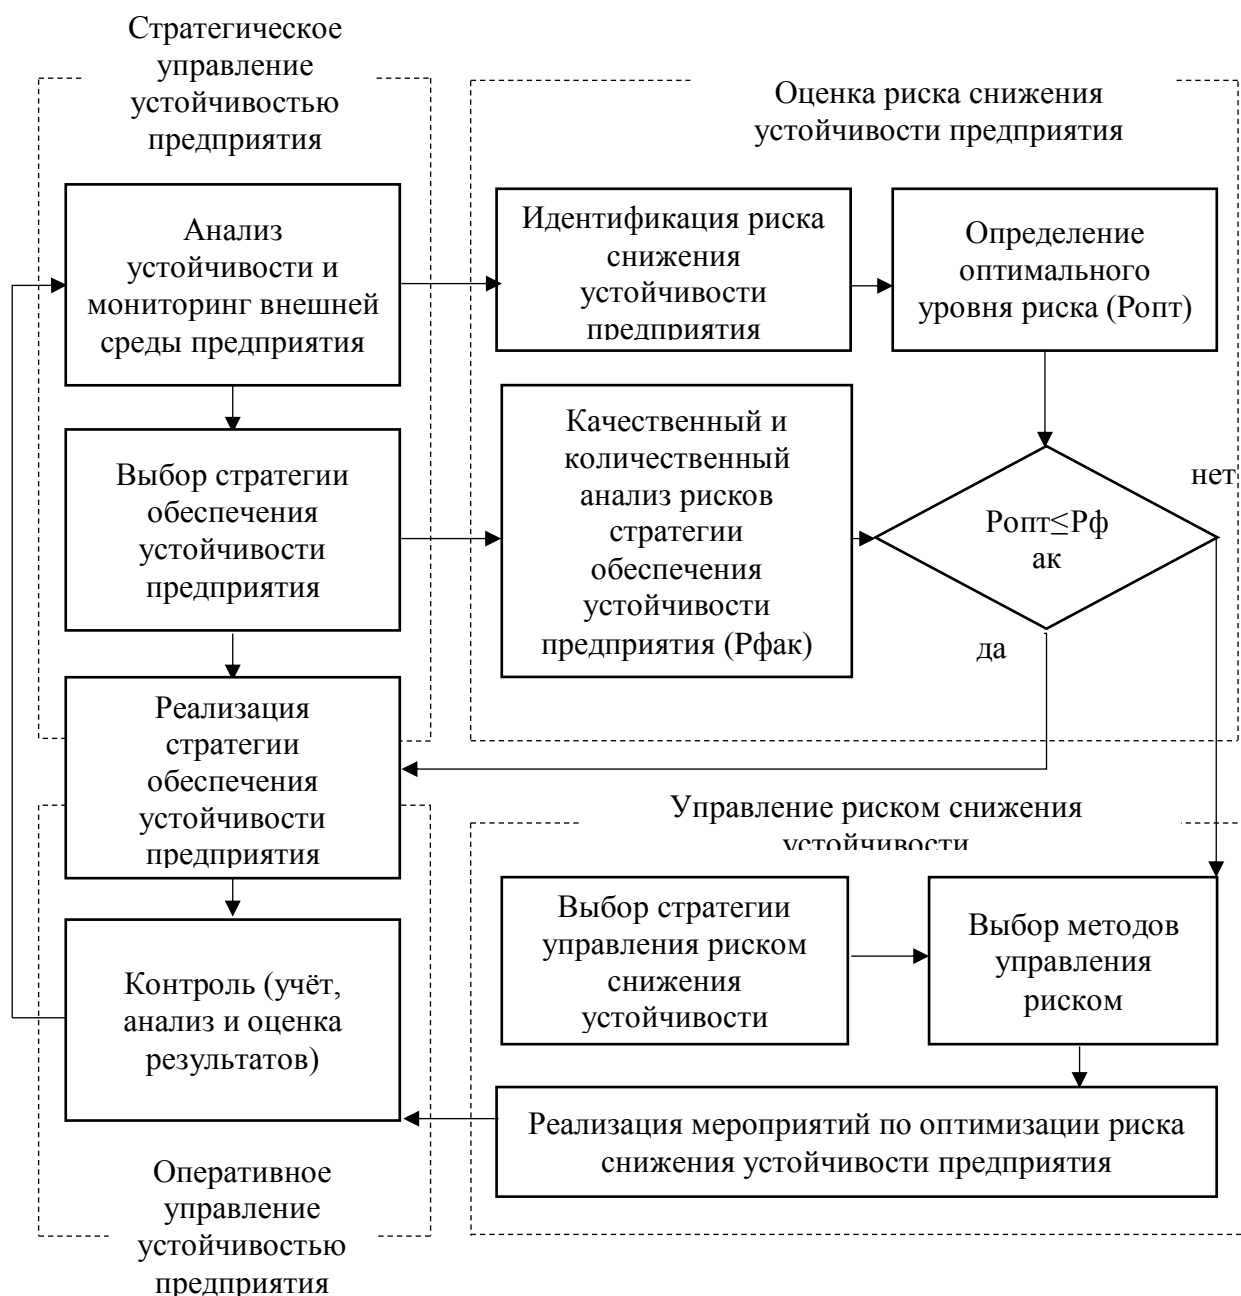 Стратегическое
управление
устойчивостью
предприятия
Оценка риска снижения
устойчивости предприятия
Анализ
устойчивости и
мониторинг внешней
среды предприятия
Идентификация риска
снижения
устойчивости
предприятия
Определение
оптимального
уровня риска (Ропт)
Выбор стратегии
обеспечения
устойчивости
предприятия
Качественный и
количественный
анализ рисков
стратегии
обеспечения
устойчивости
предприятия (Рфак)
Ропт≤Рф
ак
нет
да
Реализация
стратегии
обеспечения
устойчивости
предприятия
Управление риском снижения
устойчивости
Контроль (учёт,
анализ и оценка
результатов)
Выбор стратегии
управления риском
снижения
устойчивости
Выбор методов
управления
риском
Реализация мероприятий по оптимизации риска
снижения устойчивости предприятия
Оперативное
управление
устойчивостью
предприятия